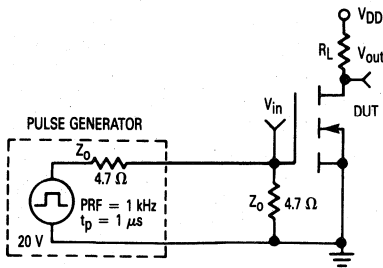 V_DD
R_L V_out
V_in DUT
PULSE GENERATOR
Z_o
4.7 Ω
PRF = 1 kHz
t_p = 1 μs
Z_o 4.7 Ω
20 V